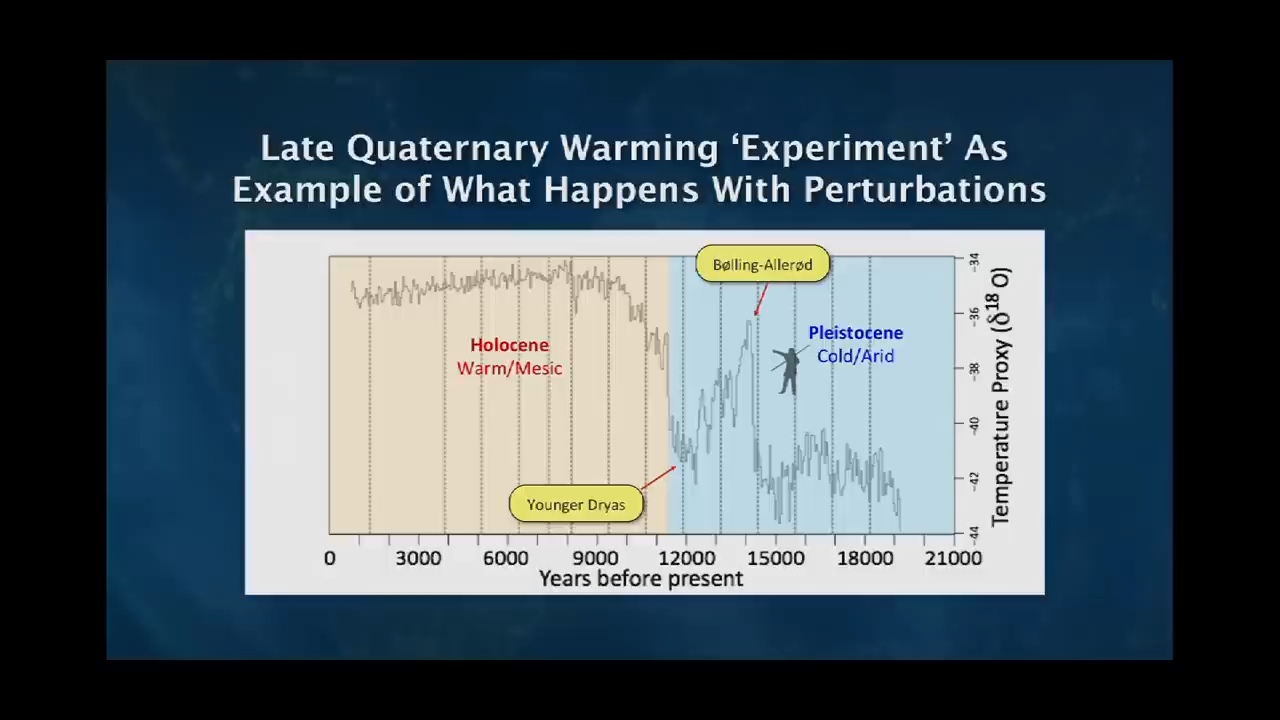 Late Quaternary Warming ‘Experiment’ As
Example of What Happens With Perturbations
Bølling-Allerød
Holocene
Warm/Mesic
Pleistocene
Cold/Arid
Younger Dryas
-34
-36
-38
-40
-42
-44
Temperature Proxy (δ18 O)
0 3000 6000 9000 12000 15000 18000 21000
Years before present